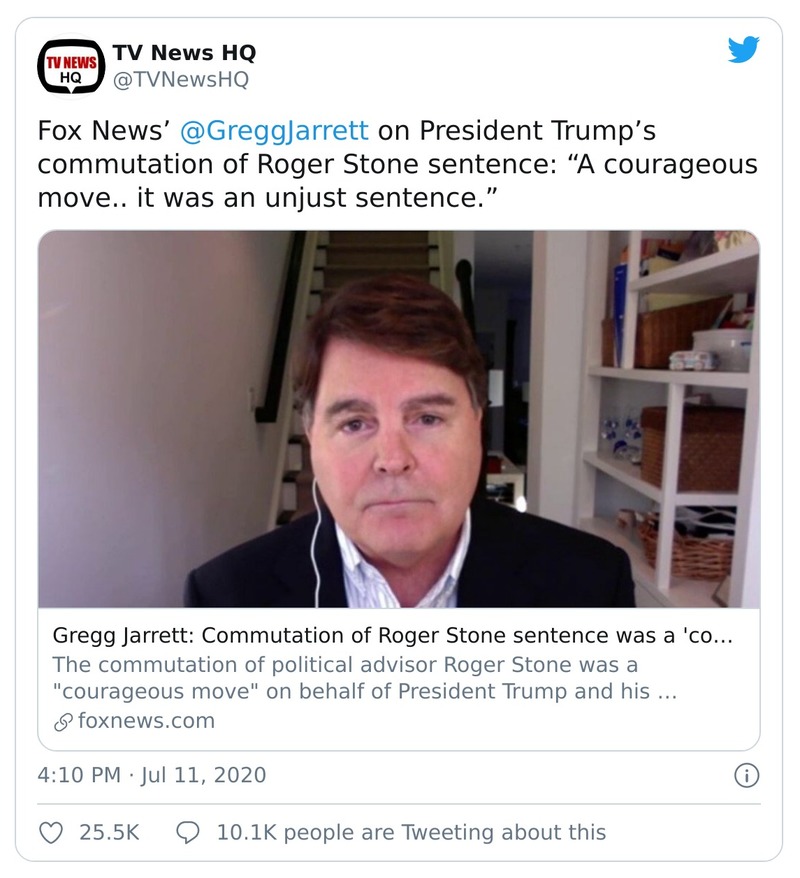 TV NEWS
HQ
TV News HQ
@TVNewsHQ
Fox News’ @GreggJarrett on President Trump’s
commutation of Roger Stone sentence: “A courageous
move.. it was an unjust sentence.”
Gregg Jarrett: Commutation of Roger Stone sentence was a 'co...
The commutation of political advisor Roger Stone was a
"courageous move" on behalf of President Trump and his ...
foxnews.com
4:10 PM · Jul 11, 2020
25.5K
10.1K people are Tweeting about this